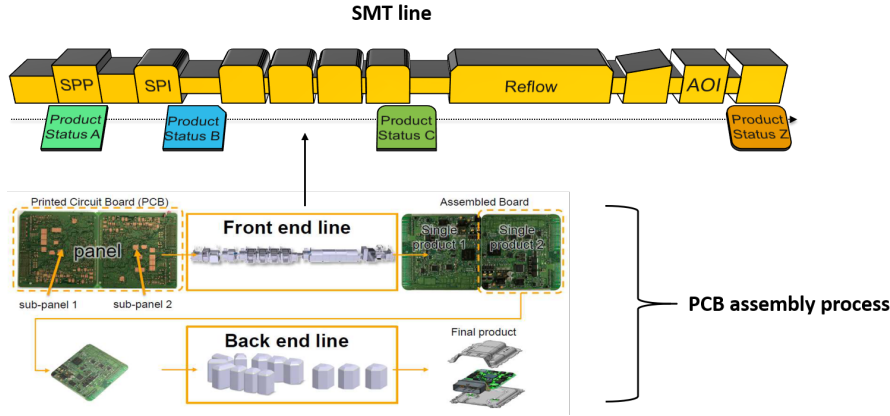 SMT line
SPP
SPI
Reflow
AOI
Product
Status A
Product
Status B
Product
Status C
Product
Status Z
Printed Circuit Board (PCB)
Assembled Board
Front end line
panel
Single
product 1
Single
product 2
sub-panel 1
sub-panel 2
PCB assembly process
Back end line
Final product